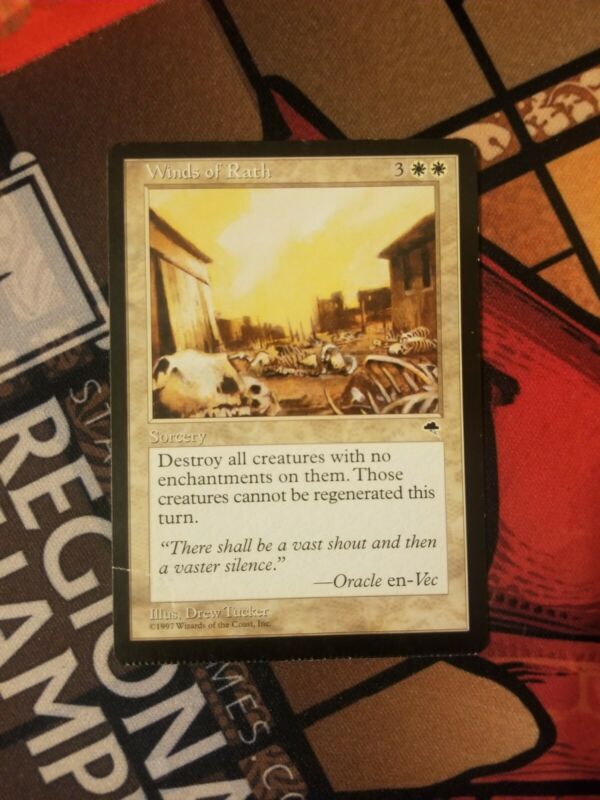 Winds of Rath 3
Sorcery
Destroy all creatures with no
enchantments on them. Those
creatures cannot be regenerated this
turn.
“There shall be a vast shout and then
a vaster silence.”
—Oracle en-Vec
Illus. Drew Tucker
©1997 Wizards of the Coast, Inc.
REGIONA